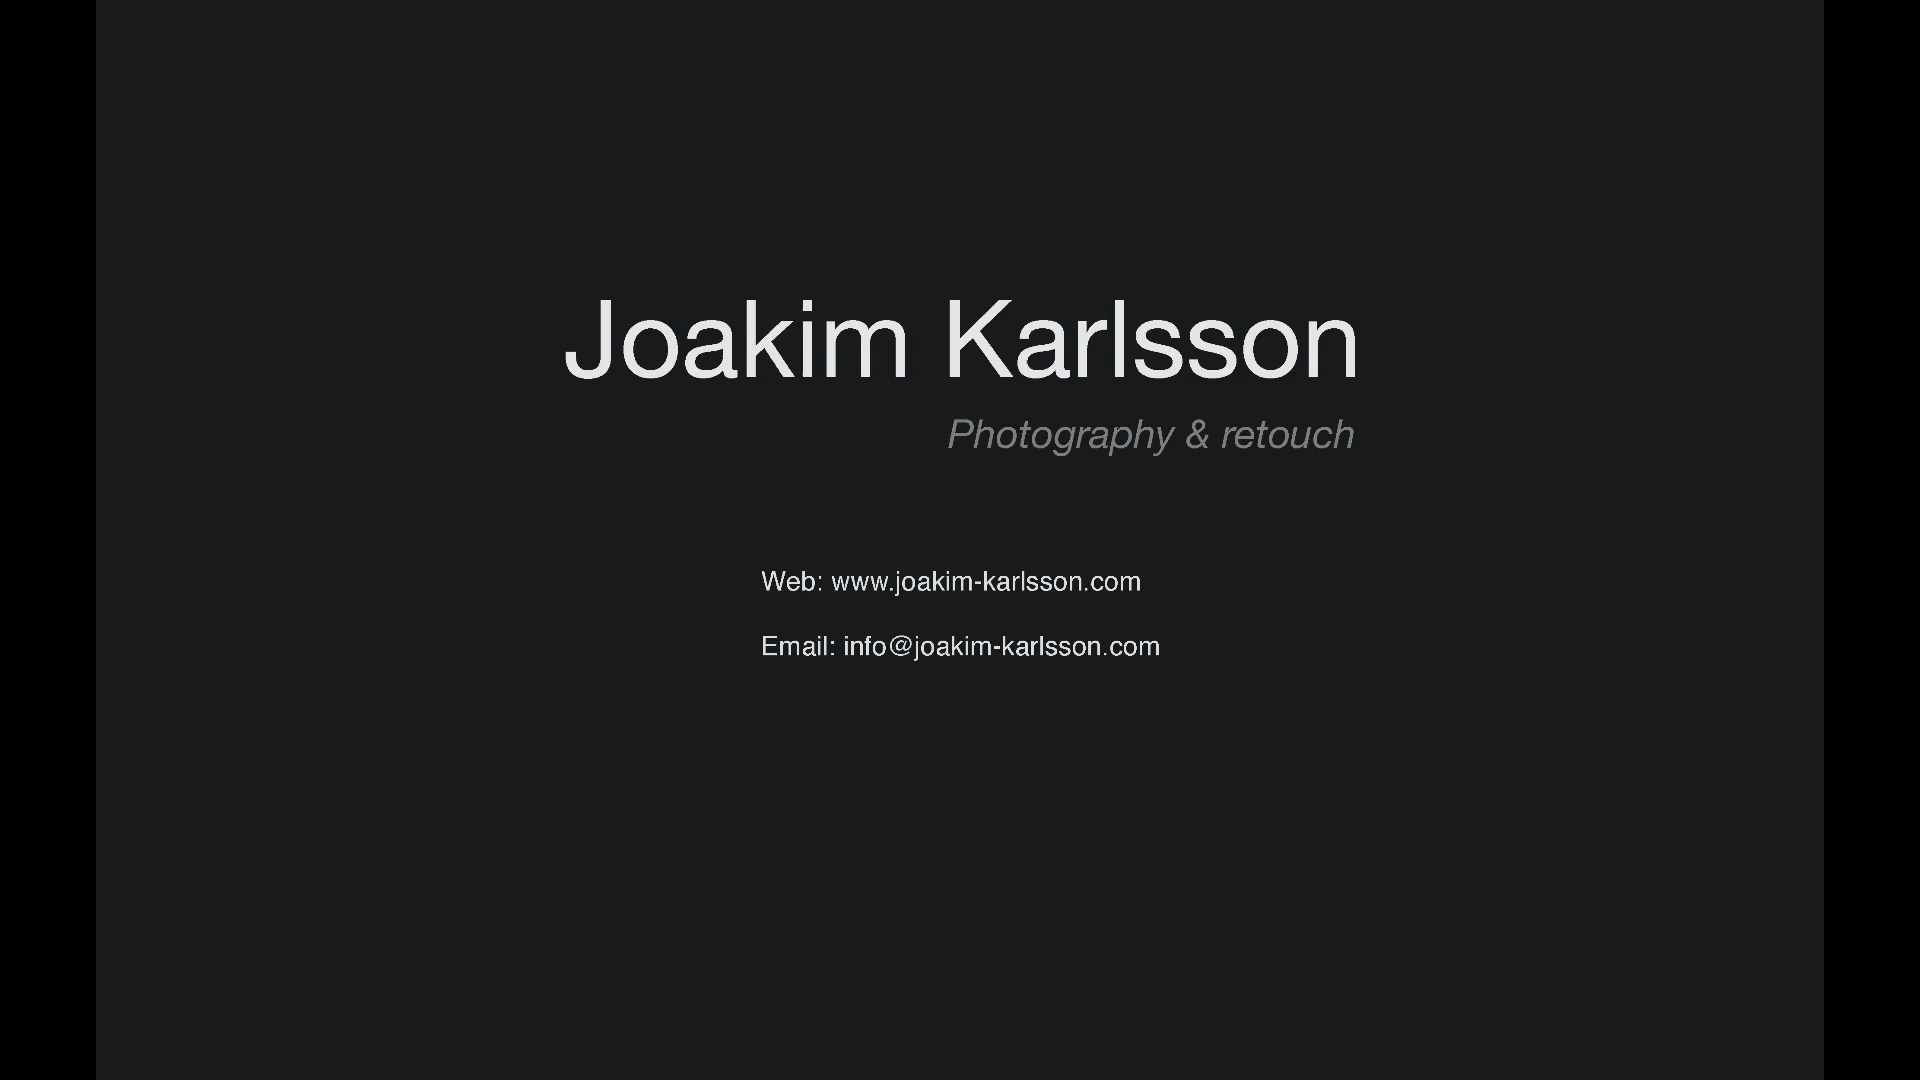 Joakim Karlsson
Photography & retouch
Web: www.joakim-karlsson.com
Email: info@joakim-karlsson.com